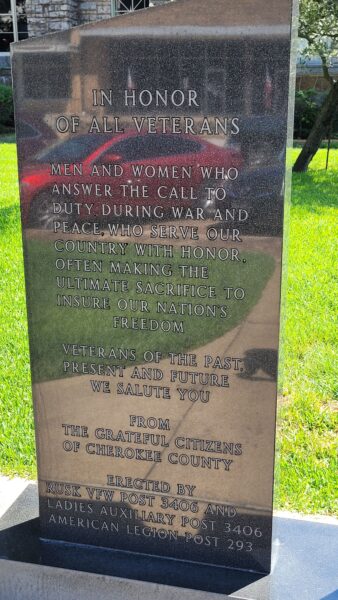 IN HONOR
OF ALL VETERANS
MEN AND WOMEN WHO
ANSWER THE CALL TO
DUTY DURING WAR AND
PEACE, WHO SERVE OUR
COUNTRY WITH HONOR.
OFTEN MAKING THE
ULTIMATE SACRIFICE TO
INSURE OUR NATION'S
FREEDOM
VETERANS OF THE PAST,
PRESENT AND FUTURE
WE SALUTE YOU
FROM
THE GRATEFUL CITIZENS
OF CHEROKEE COUNTY
ERECTED BY
RUSK VFW POST 3406 AND
LADIES AUXILIARY POST 3406
AMERICAN LEGION POST 293